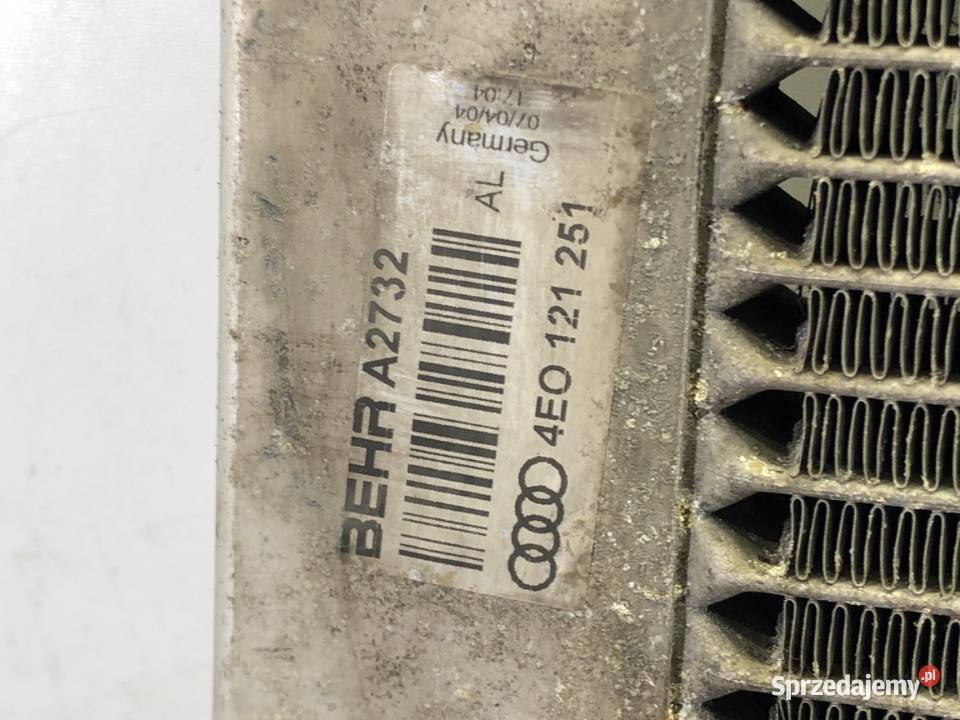 BEHR A2732
AL
4E0 121 251
Germany
07/04/04
17:04
Sprzedajemy.pl